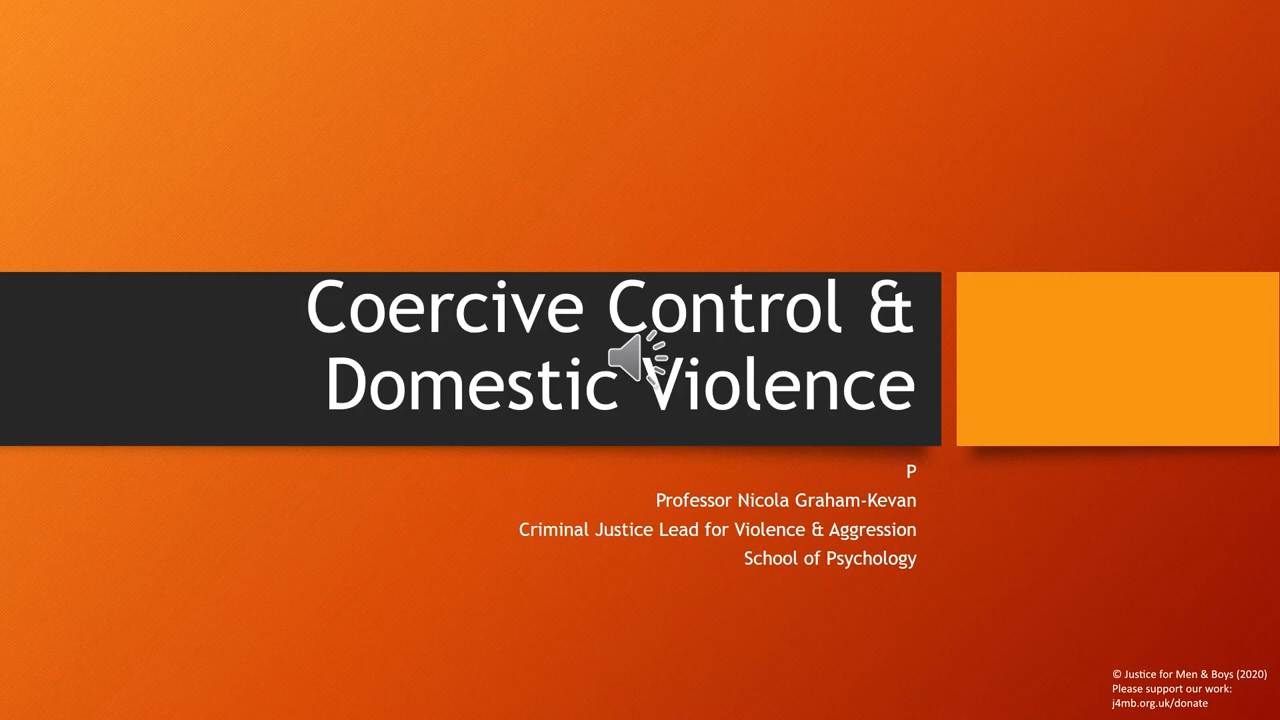 Coercive Control &
Domestic Violence
P
Professor Nicola Graham-Kevan
Criminal Justice Lead for Violence & Aggression
School of Psychology
© Justice for Men & Boys (2020)
Please support our work:
j4mb.org.uk/donate